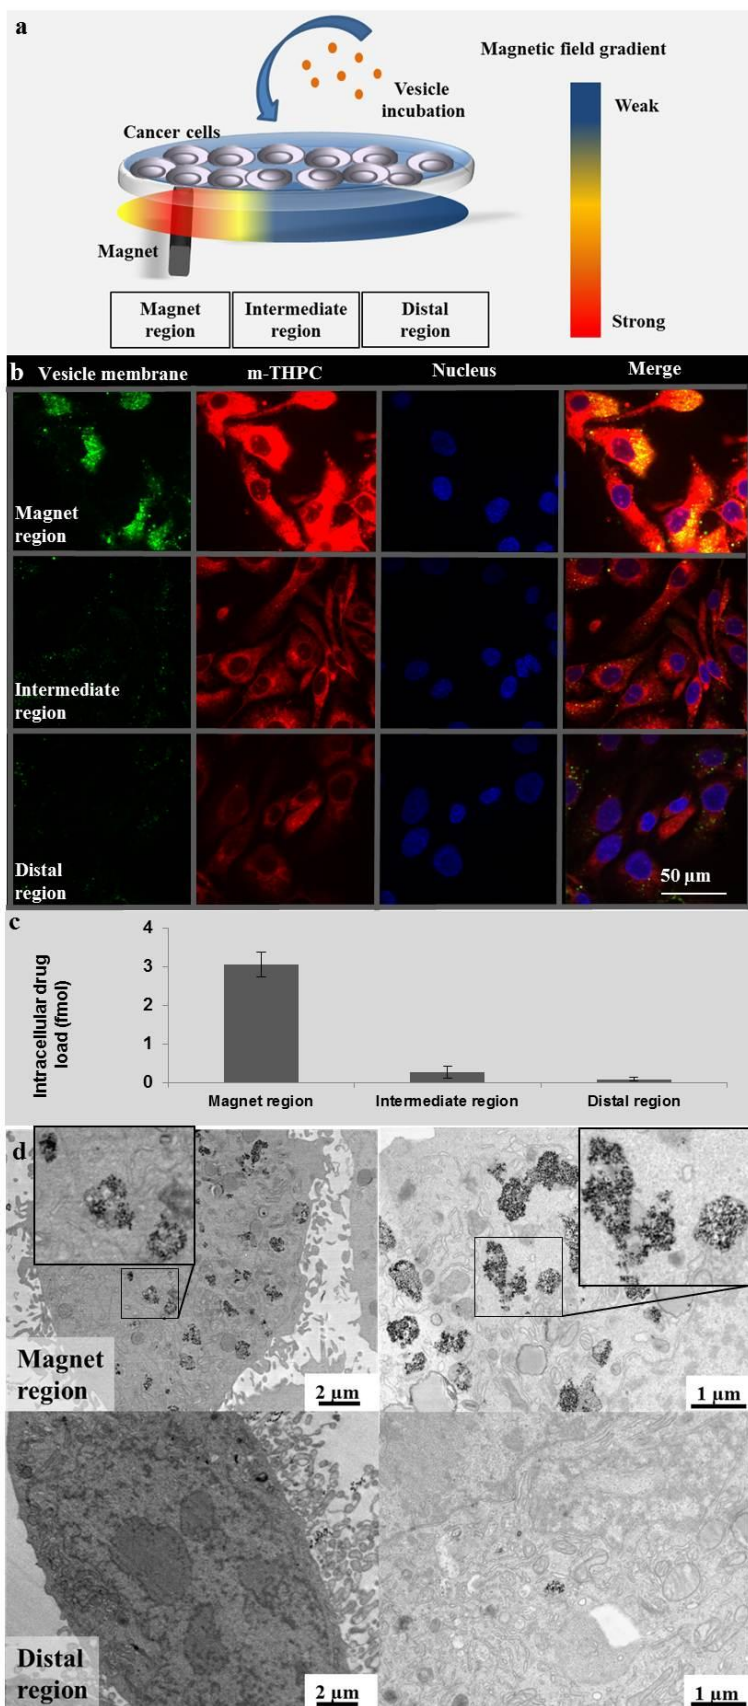 a
Magnetic field gradient
Vesicle
incubation
Weak
Cancer cells
Magnet
Strong
Magnet
region
Intermediate
region
Distal
region
b
Vesicle membrane
m-THPC
Nucleus
Merge
Magnet
region
Intermediate
region
Distal
region
50 μm
c
Intracellular drug
load (fmol)
4
3
2
1
0
Magnet region
Intermediate region
Distal region
d
Magnet
region
2 μm
1 μm
Distal
region
2 μm
1 μm